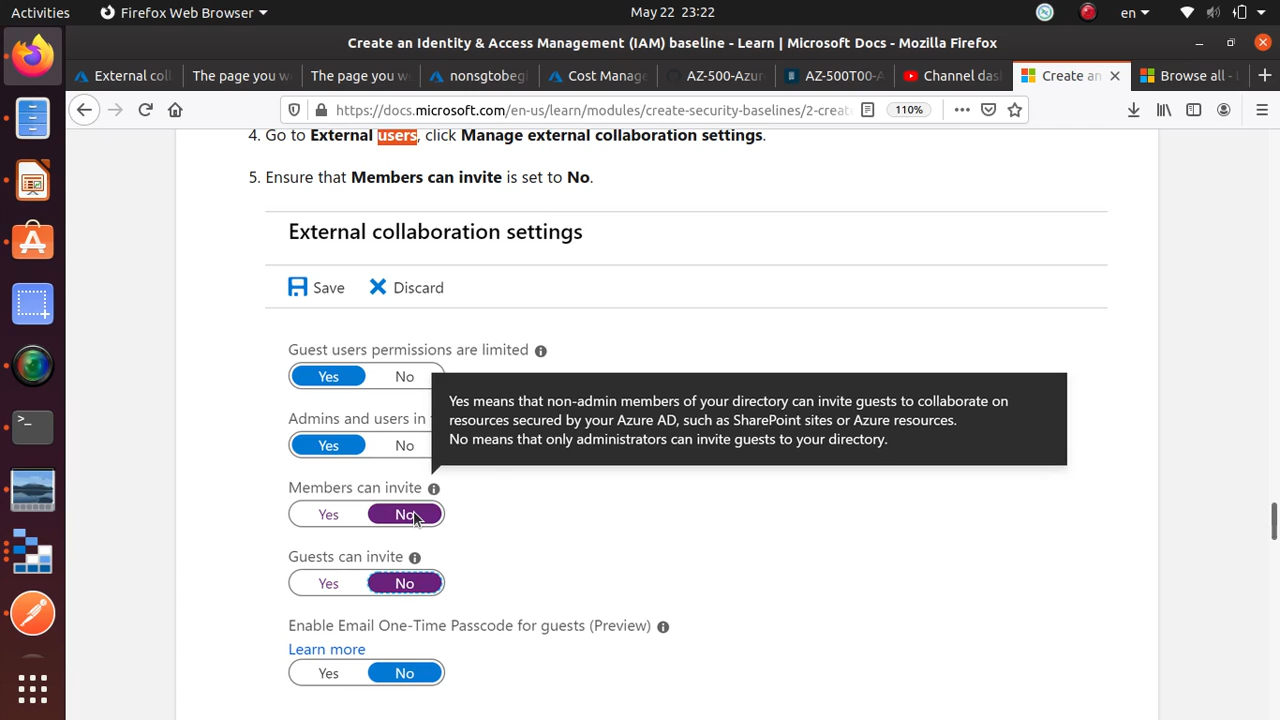 Activities
Firefox Web Browser
May 22 23:22
en
Create an Identity & Access Management (IAM) baseline - Learn | Microsoft Docs - Mozilla Firefox
External coll
The page you w
The page you w
nonsgtobegi
Cost Manage
AZ-500-Azur
AZ-500T00-A
Channel das
Create an
Browse all - L
https://docs.microsoft.com/en-us/learn/modules/create-security-baselines/2-create
110%
4. Go to External users, click Manage external collaboration settings.
5. Ensure that Members can invite is set to No.
External collaboration settings
Save
Discard
Guest users permissions are limited
Yes No
Admins and users in
Yes No
Yes means that non-admin members of your directory can invite guests to collaborate on
resources secured by your Azure AD, such as SharePoint sites or Azure resources.
No means that only administrators can invite guests to your directory.
Members can invite
Yes No
Guests can invite
Yes No
Enable Email One-Time Passcode for guests (Preview)
Learn more
Yes No